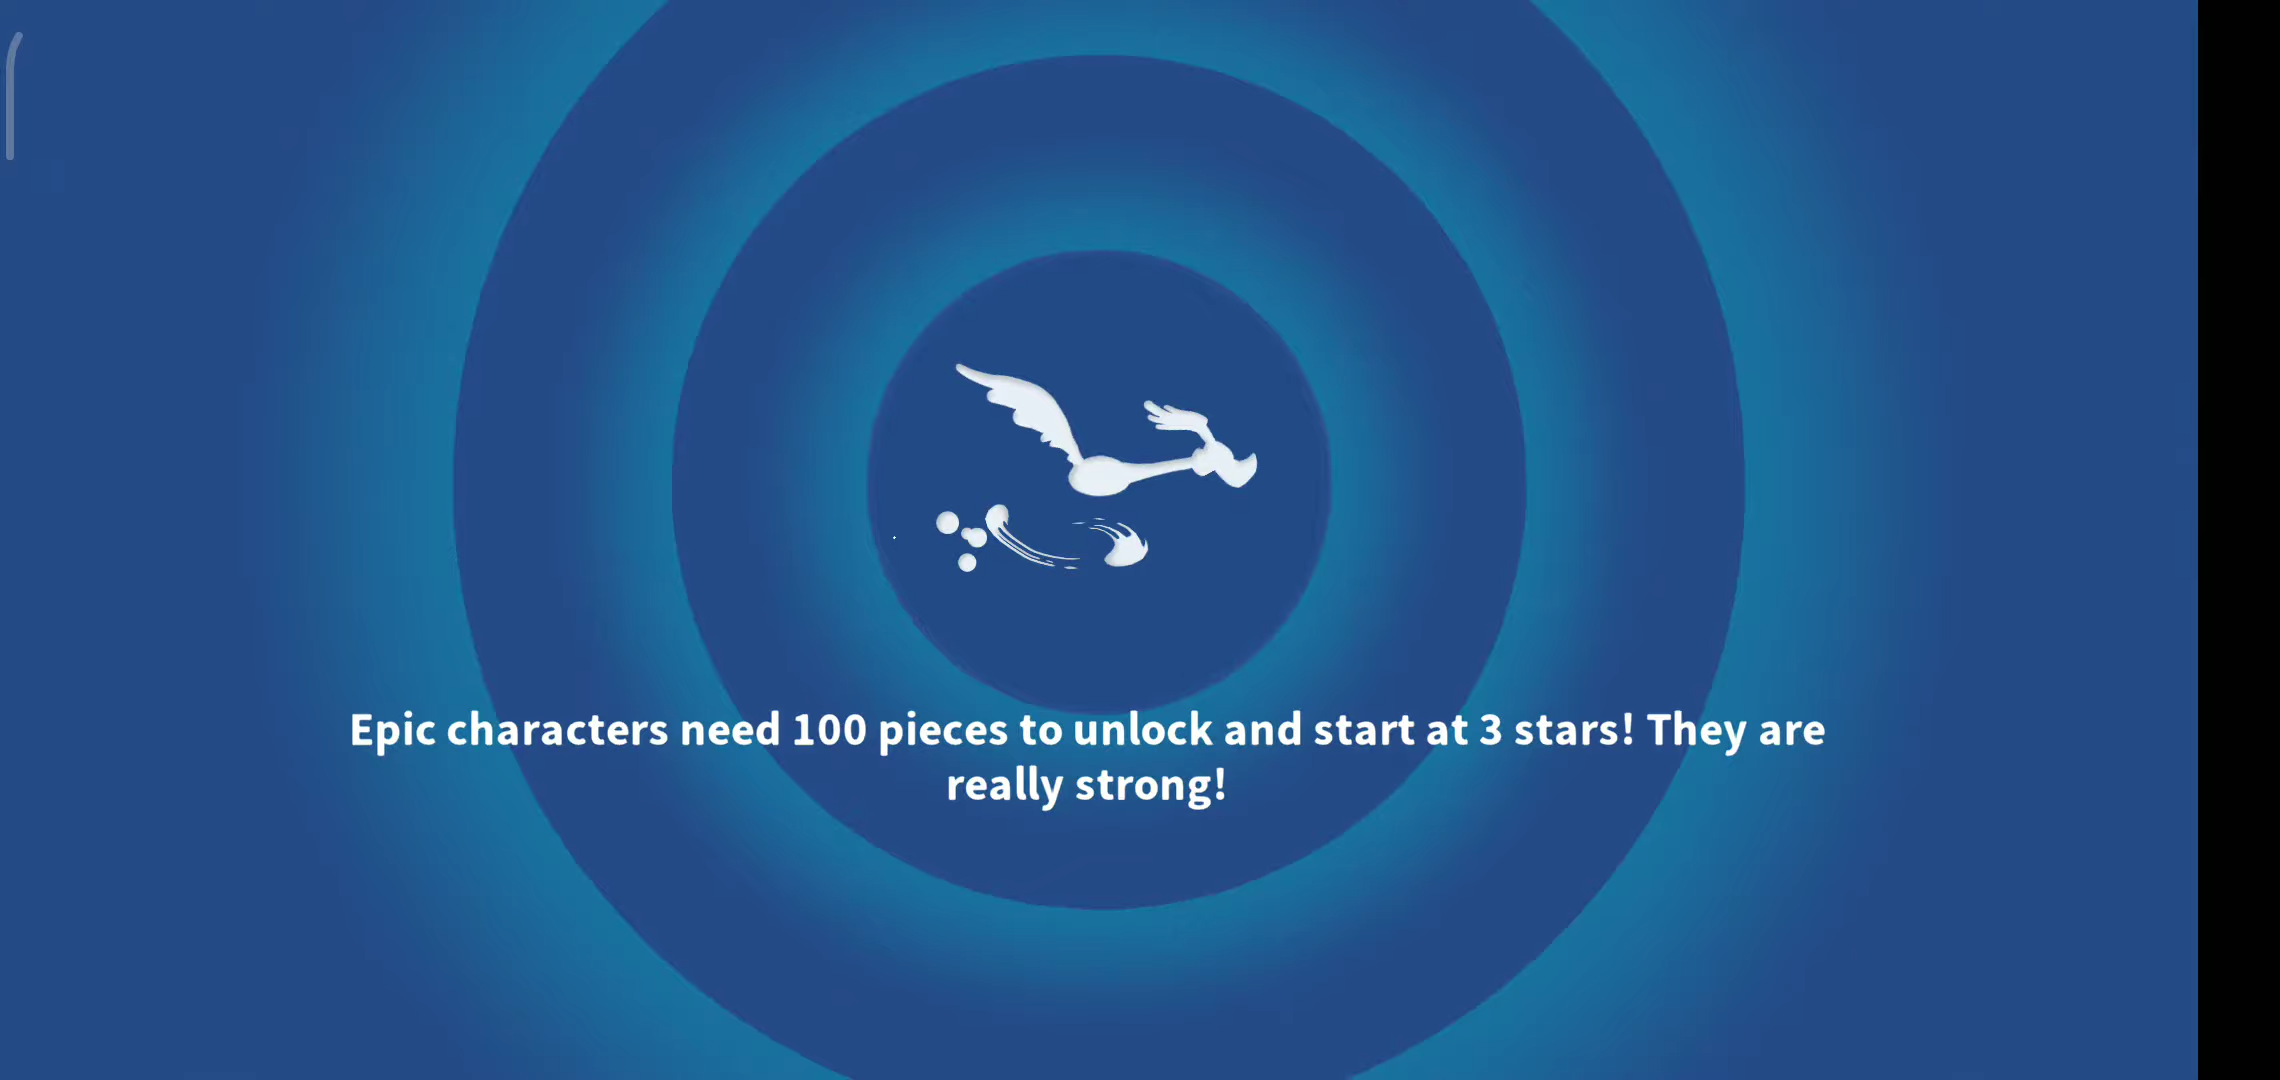 Epic characters need 100 pieces to unlock and start at 3 stars! They are
really strong!